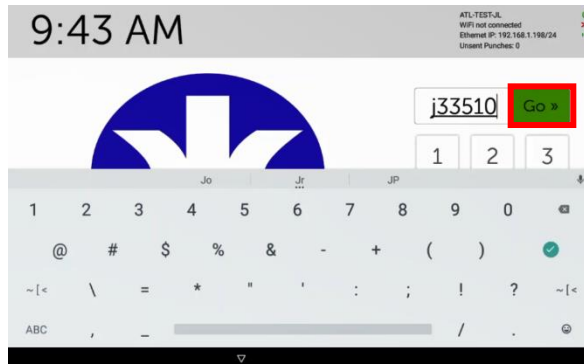 9:43 AM
ATL-TEST-JL
WiFi not connected
Ethernet IP: 192.168.1.198/24
Unsent Punches: 0
j33510
Go »
1 2 3
Jo Jr JP
1 2 3 4 5 6 7 8 9 0
@ # $ % & - + ( )
~[< \ = * " ' : ; ! ? ~[<
ABC , _ / .